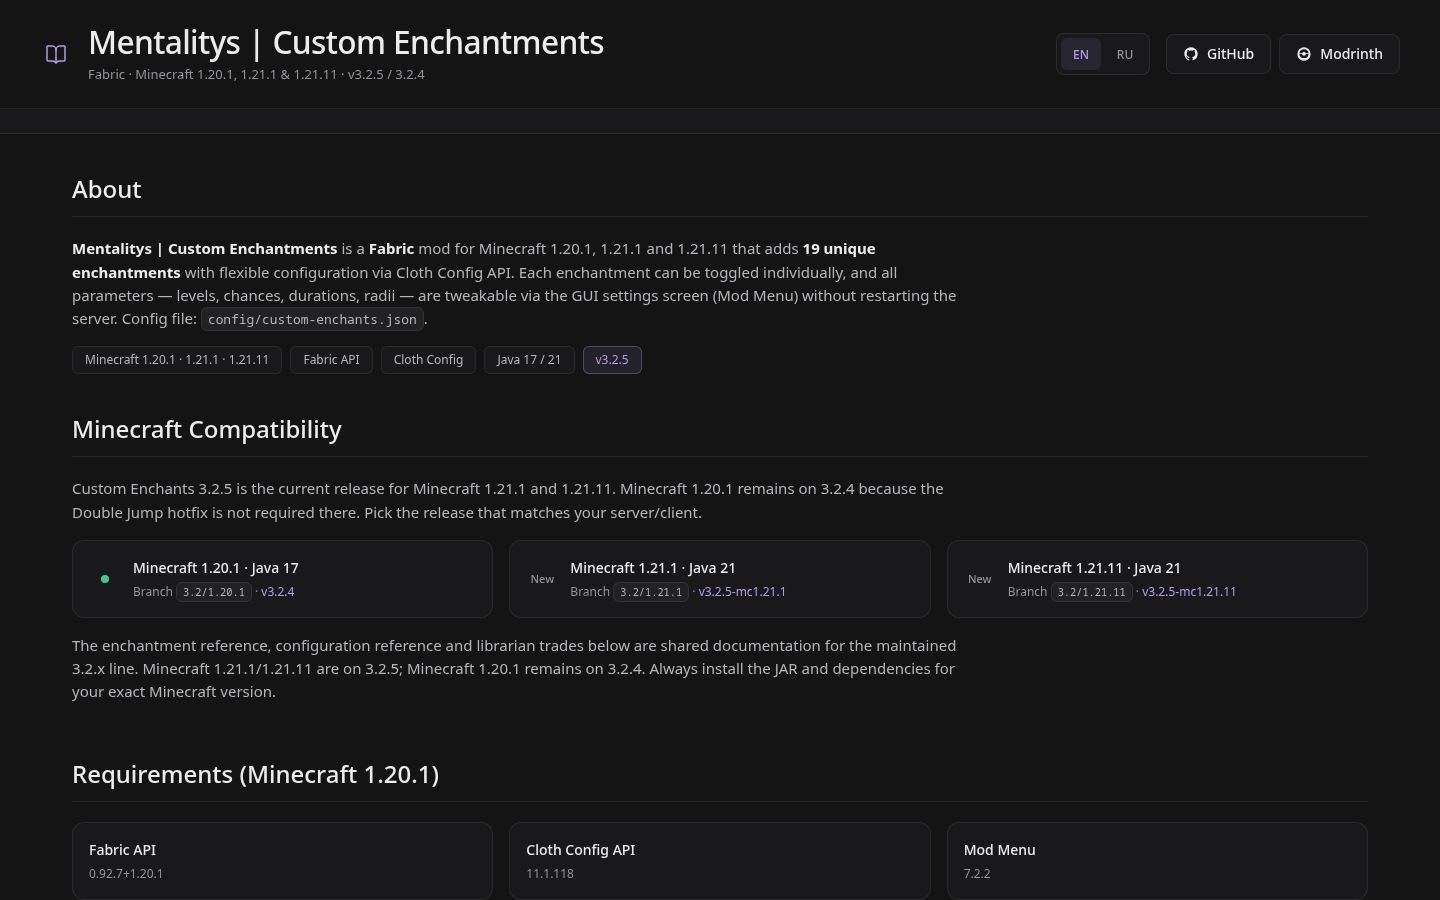 Mentalitys | Custom Enchantments
Fabric · Minecraft 1.20.1, 1.21.1 & 1.21.11 · v3.2.5 / 3.2.4
EN
RU
GitHub
Modrinth
About
Mentalitys | Custom Enchantments is a Fabric mod for Minecraft 1.20.1, 1.21.1 and 1.21.11 that adds 19 unique
enchantments with flexible configuration via Cloth Config API. Each enchantment can be toggled individually, and all
parameters — levels, chances, durations, radii — are tweakable via the GUI settings screen (Mod Menu) without restarting the
server. Config file: config/custom-enchants.json.
Minecraft 1.20.1 · 1.21.1 · 1.21.11
Fabric API
Cloth Config
Java 17 / 21
v3.2.5
Minecraft Compatibility
Custom Enchants 3.2.5 is the current release for Minecraft 1.21.1 and 1.21.11. Minecraft 1.20.1 remains on 3.2.4 because the
Double Jump hotfix is not required there. Pick the release that matches your server/client.
Minecraft 1.20.1 · Java 17
Branch 3.2/1.20.1 · v3.2.4
New
Minecraft 1.21.1 · Java 21
Branch 3.2/1.21.1 · v3.2.5-mc1.21.1
New
Minecraft 1.21.11 · Java 21
Branch 3.2/1.21.11 · v3.2.5-mc1.21.11
The enchantment reference, configuration reference and librarian trades below are shared documentation for the maintained
3.2.x line. Minecraft 1.21.1/1.21.11 are on 3.2.5; Minecraft 1.20.1 remains on 3.2.4. Always install the JAR and dependencies for
your exact Minecraft version.
Requirements (Minecraft 1.20.1)
Fabric API
0.92.7+1.20.1
Cloth Config API
11.1.118
Mod Menu
7.2.2